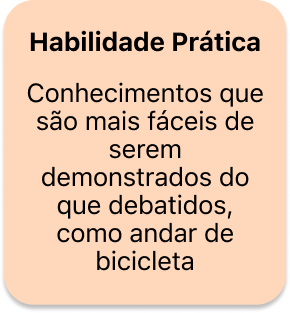 Habilidade Prática
Conhecimentos que
são mais fáceis de
serem
demonstrados do
que debatidos,
como andar de
bicicleta